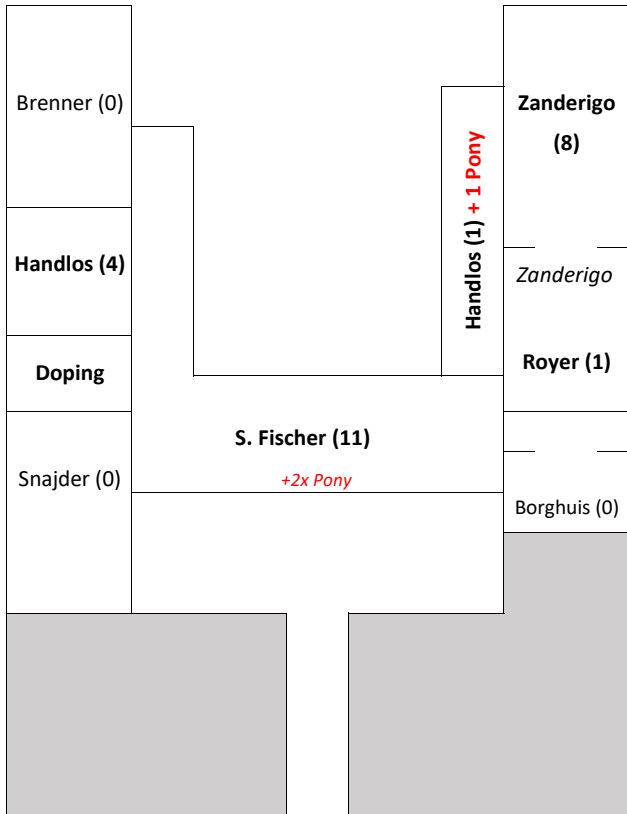 Brenner (0)
Handlos (4)
Doping
Snajder (0)
S. Fischer (11)
+2x Pony
Handlos (1) + 1 Pony
Zanderigo
(8)
Zanderigo
Royer (1)
Borghuis (0)